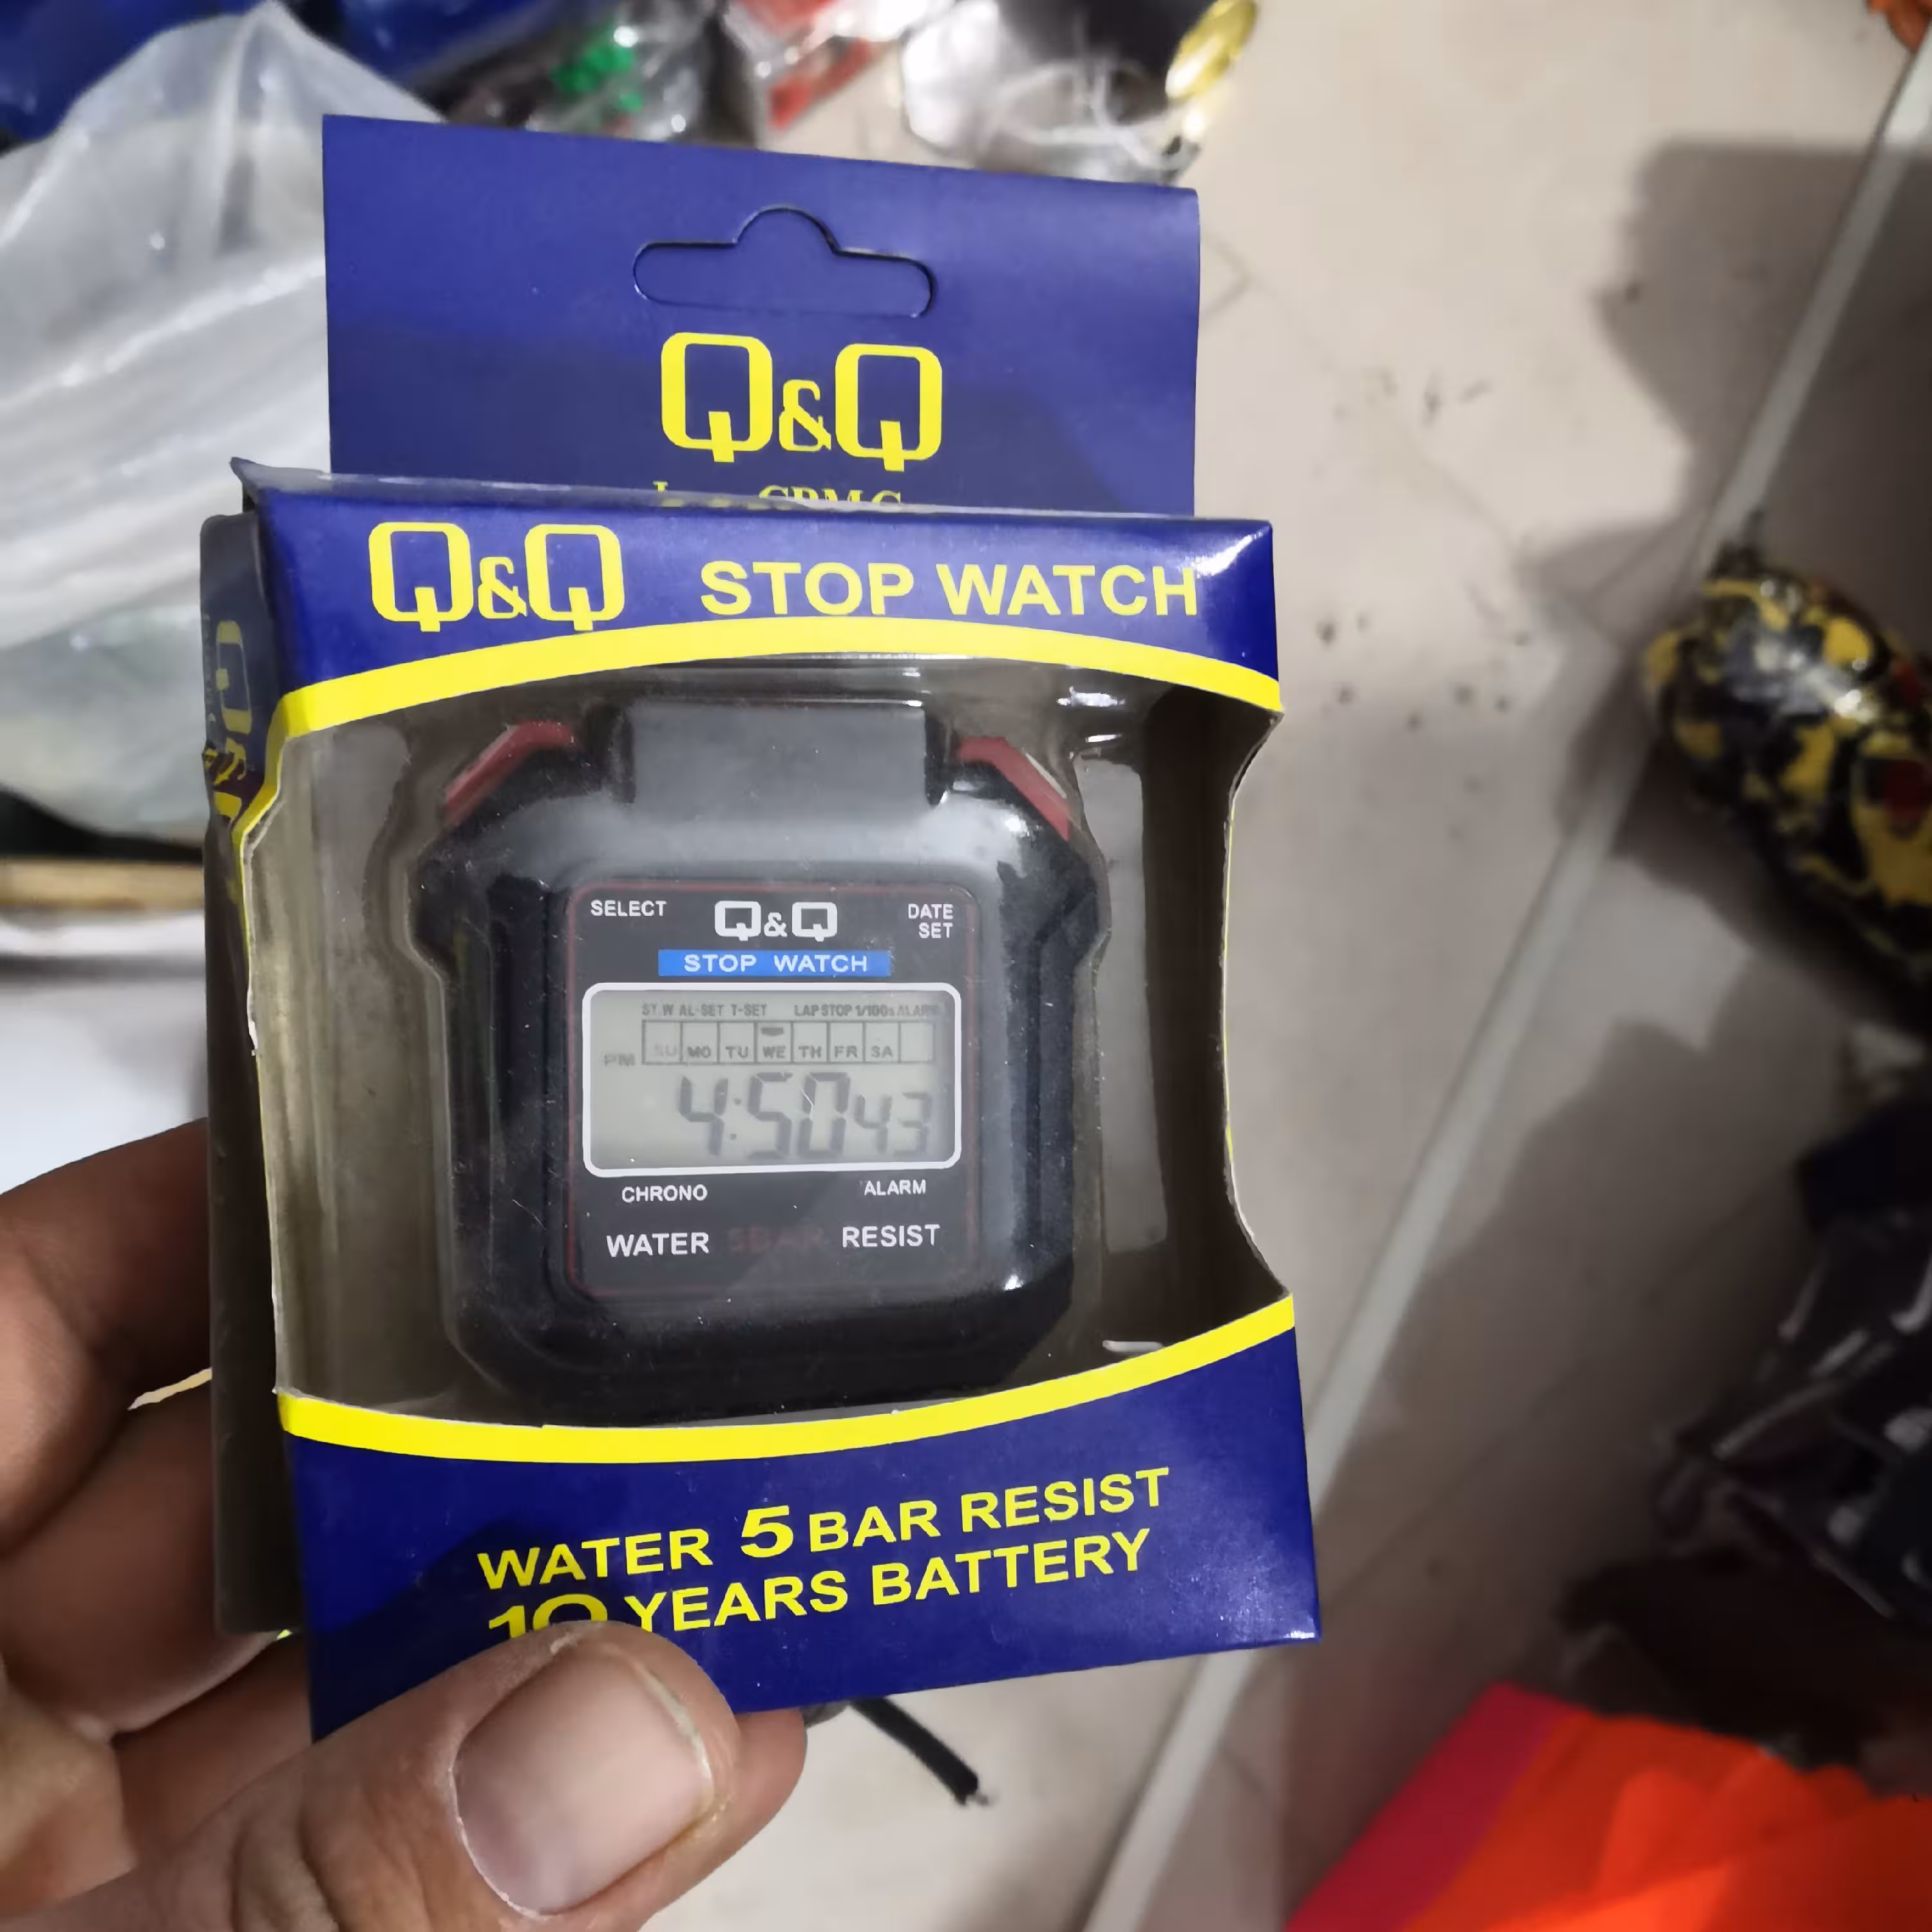 Q&Q
Q&Q STOP WATCH
SELECT
Q&Q
DATE
SET
STOP WATCH
ST.W AL-SET T-SET LAP STOP 1/100s ALARM
SU MO TU WE TH FR SA
PM
4:50 43
CHRONO ALARM
WATER RESIST
WATER 5 BAR RESIST
10 YEARS BATTERY